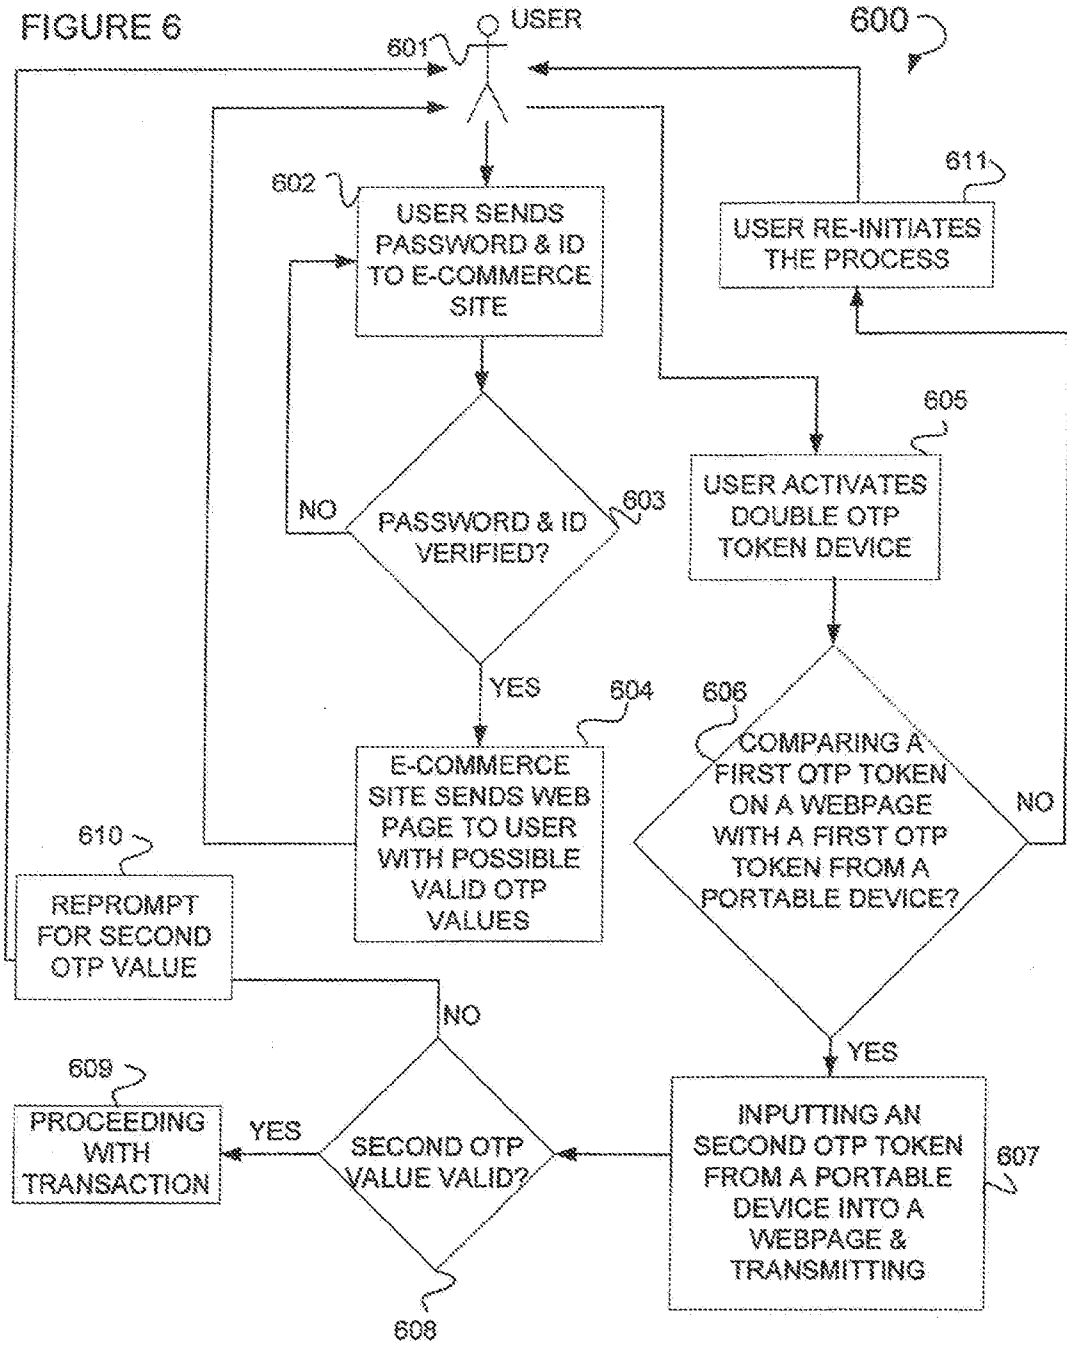 FIGURE 6
USER
600
601
602
USER SENDS
PASSWORD & ID
TO E-COMMERCE
SITE
611
USER RE-INITIATES
THE PROCESS
NO
PASSWORD & ID
VERIFIED?
603
YES
605
USER ACTIVATES
DOUBLE OTP
TOKEN DEVICE
604
E-COMMERCE
SITE SENDS WEB
PAGE TO USER
WITH POSSIBLE
VALID OTP
VALUES
606
COMPARING A
FIRST OTP TOKEN
ON A WEBPAGE
WITH A FIRST OTP
TOKEN FROM A
PORTABLE DEVICE?
NO
YES
610
REPROMPT
FOR SECOND
OTP VALUE
NO
609
PROCEEDING
WITH
TRANSACTION
YES
SECOND OTP
VALUE VALID?
608
INPUTTING AN
SECOND OTP TOKEN
FROM A PORTABLE
DEVICE INTO A
WEBPAGE &
TRANSMITTING
607